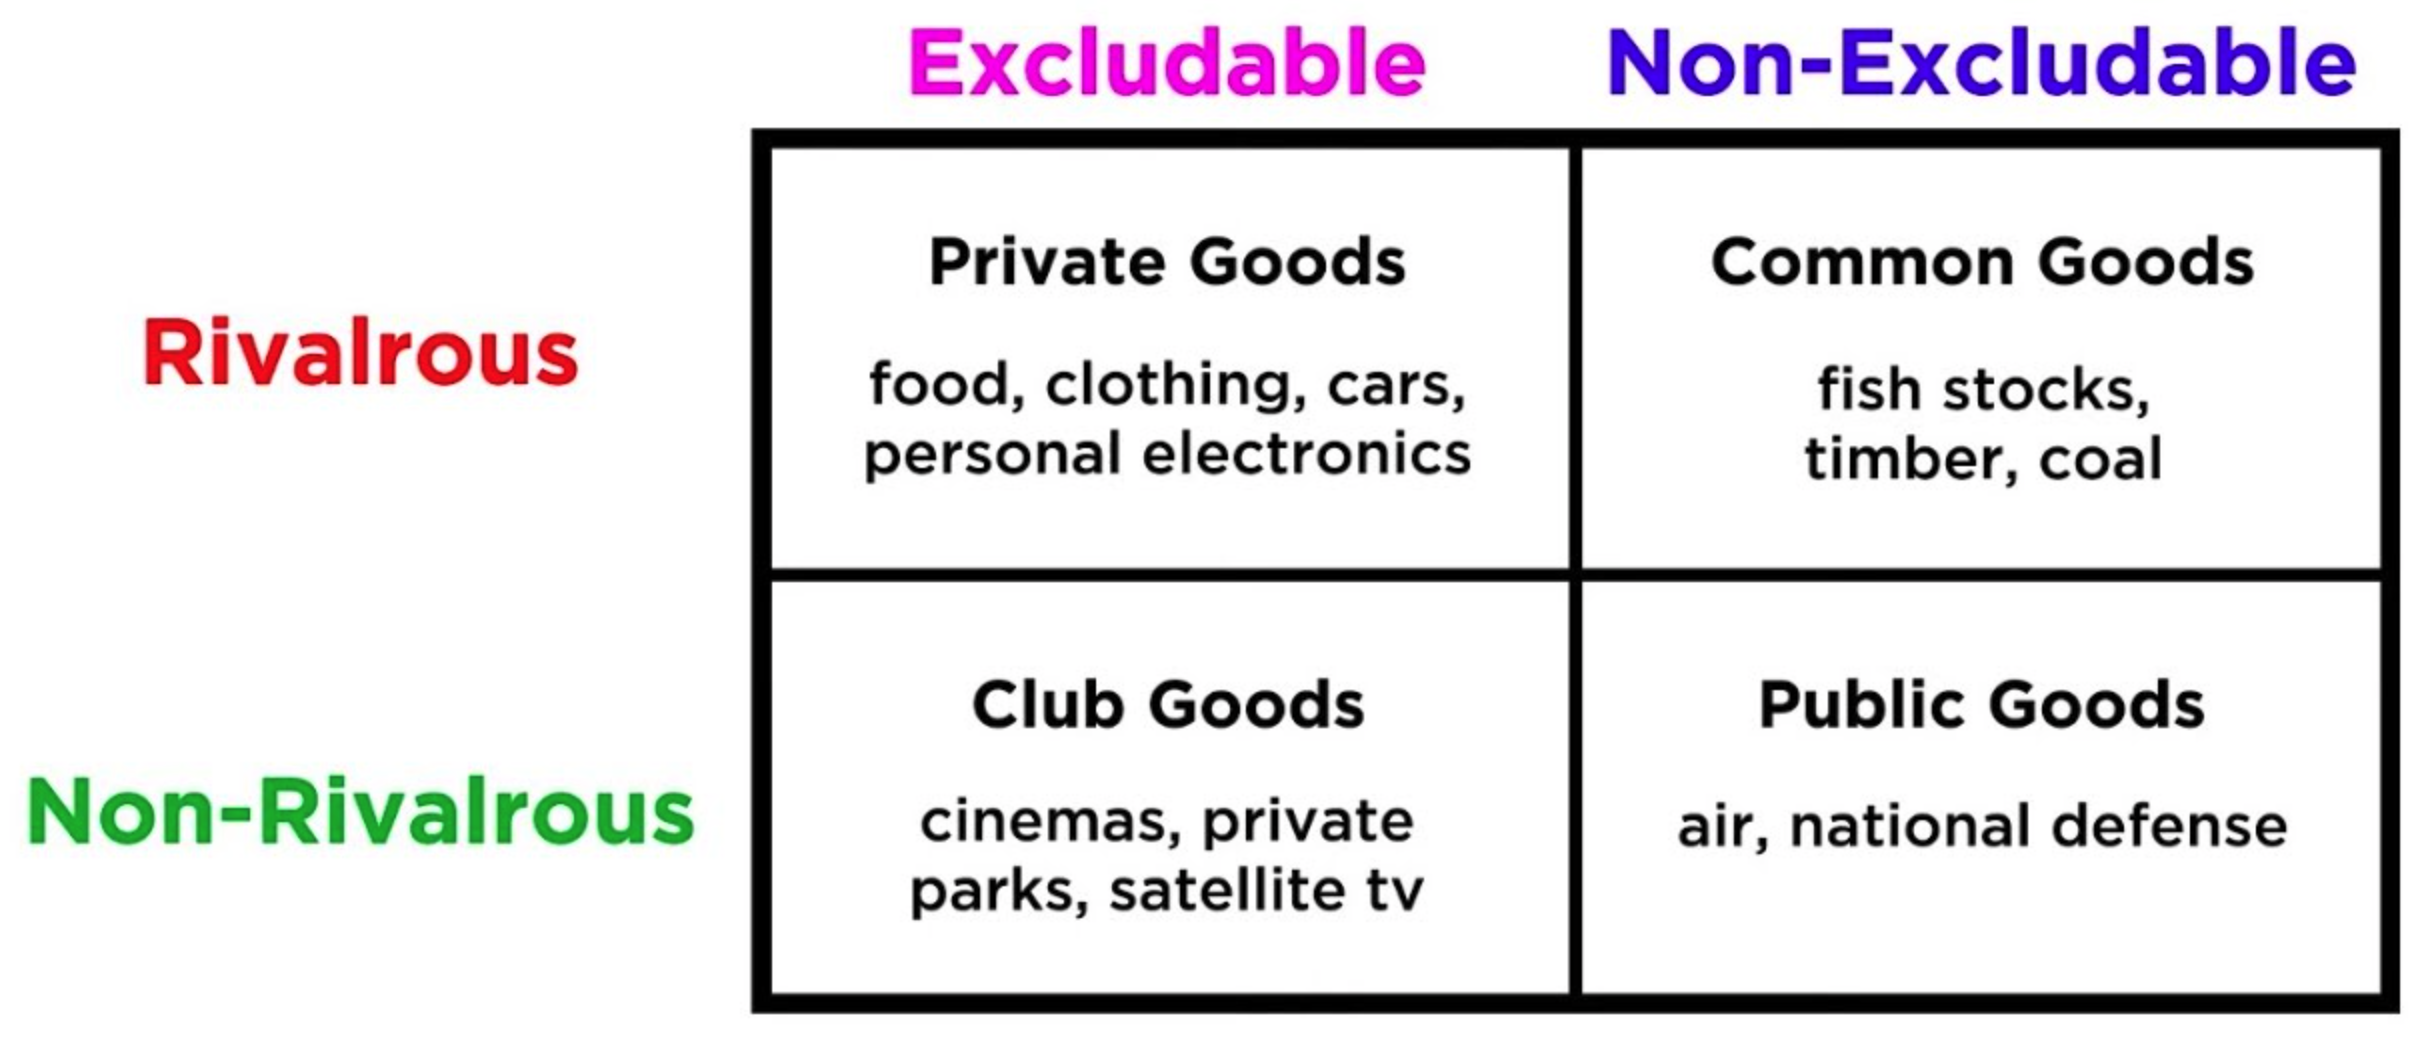 Excludable
Non-Excludable
Rivalrous
Private Goods
food, clothing, cars,
personal electronics
Common Goods
fish stocks,
timber, coal
Non-Rivalrous
Club Goods
cinemas, private
parks, satellite tv
Public Goods
air, national defense